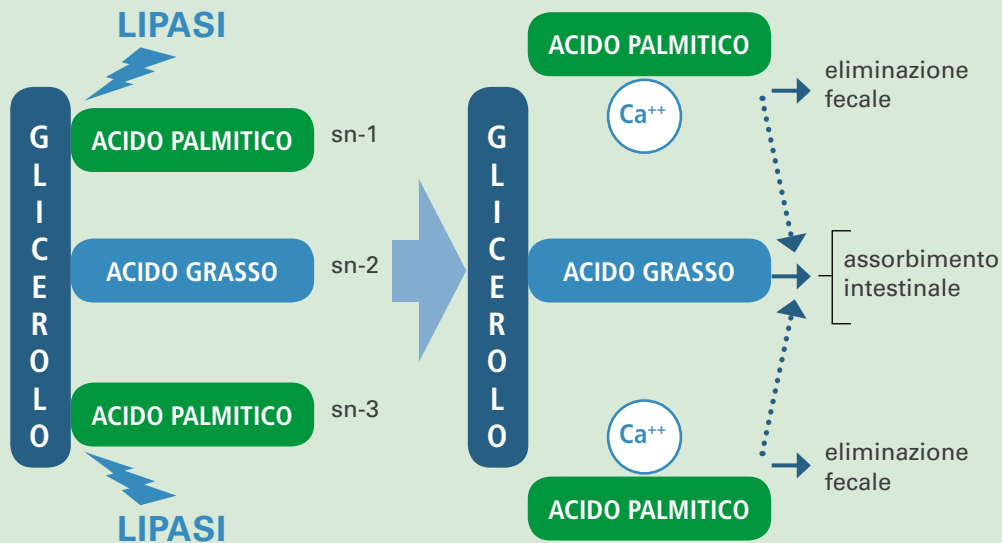 LIPASI
GLICEROLO
ACIDO PALMITICO
sn-1
ACIDO GRASSO
sn-2
ACIDO PALMITICO
sn-3
LIPASI
GLICEROLO
ACIDO PALMITICO
Ca⁺⁺
eliminazione
fecale
ACIDO GRASSO
assorbimento
intestinale
Ca⁺⁺
ACIDO PALMITICO
eliminazione
fecale